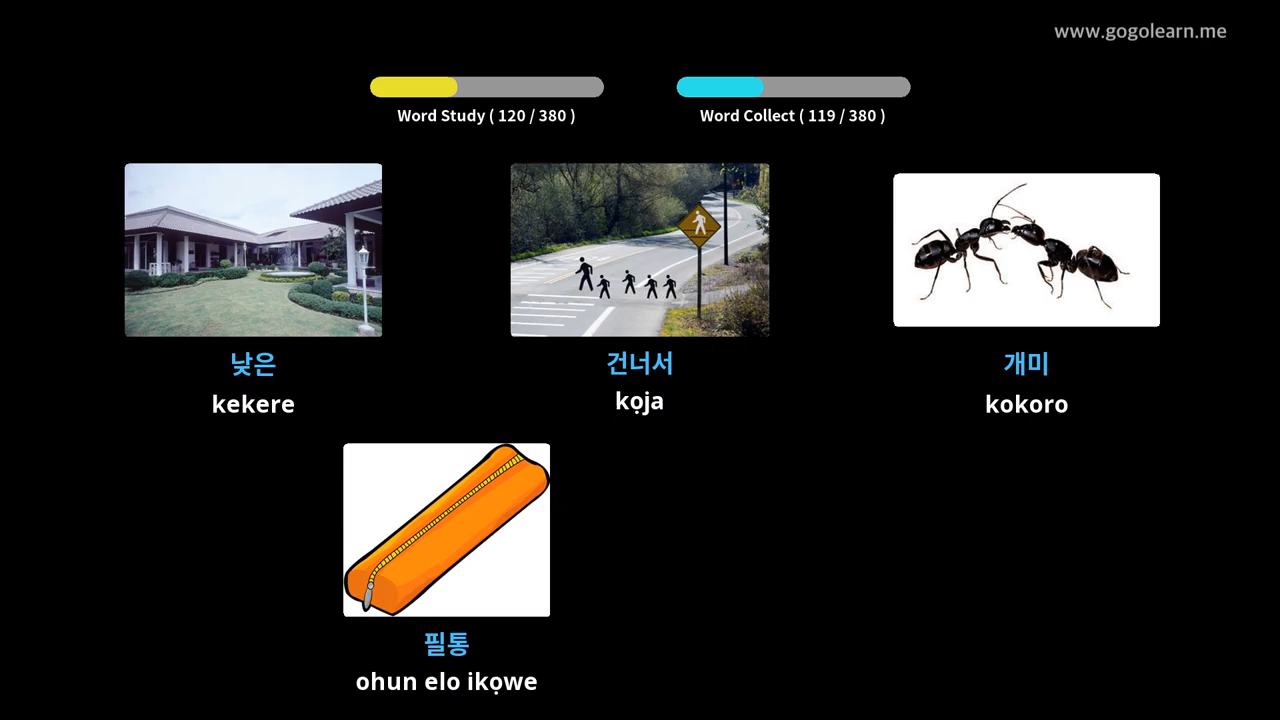 www.gogolearn.me
Word Study ( 120 / 380 )
Word Collect ( 119 / 380 )
낮은
kekere
건너서
kọja
개미
kokoro
필통
ohun elo ikọwe